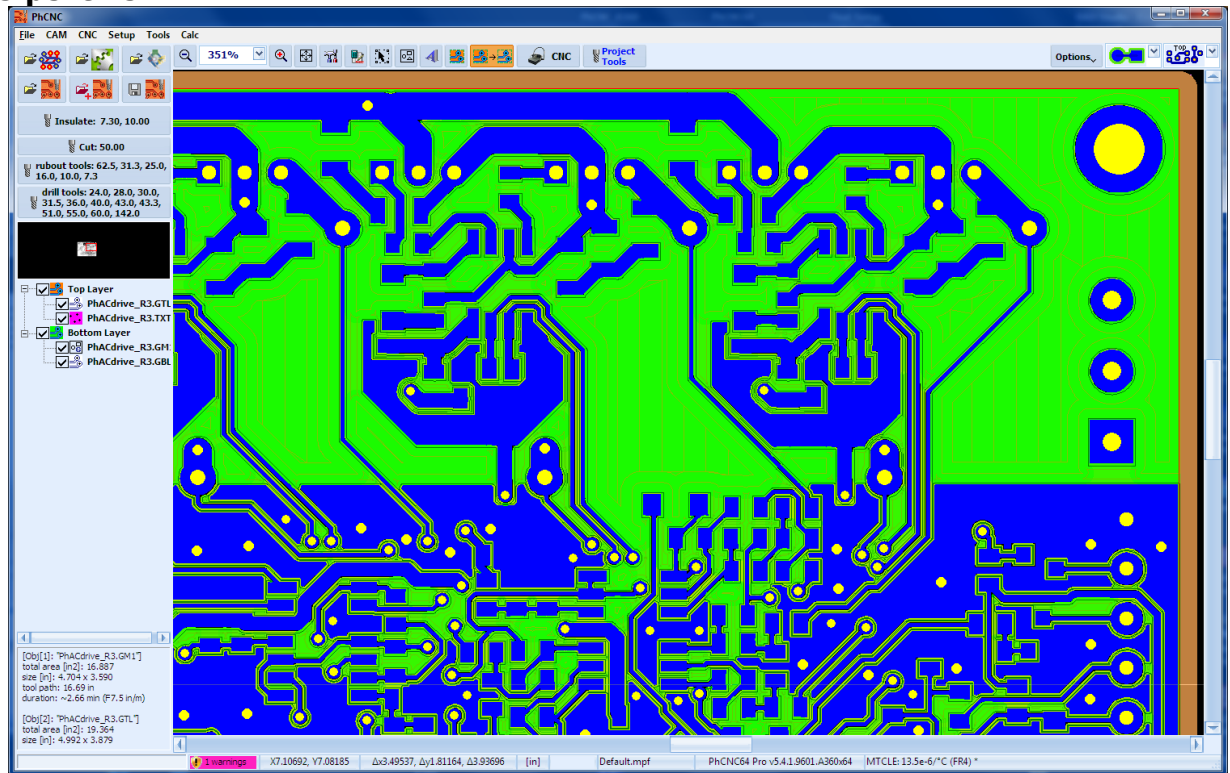 PhCNC
File CAM CNC Setup Tools Calc
351%
CNC
Project
Tools
Options
TOP
Insulate: 7.30, 10.00
Cut: 50.00
rubout tools: 62.5, 31.3, 25.0,
16.0, 10.0, 7.3
drill tools: 24.0, 28.0, 30.0,
31.5, 36.0, 40.0, 43.0, 43.3,
51.0, 55.0, 60.0, 142.0
Top Layer
PhACdrive_R3.GTL
PhACdrive_R3.TXT
Bottom Layer
PhACdrive_R3.GM1
PhACdrive_R3.GBL
[Obj[1]: "PhACdrive_R3.GM1"]
total area [in2]: 16.887
size [in]: 4.704 x 3.590
tool path: 16.69 in
duration: ~2.66 min (F7.5 in/m)
[Obj[2]: "PhACdrive_R3.GTL"]
total area [in2]: 19.364
size [in]: 4.992 x 3.879
1 warnings X7.10692, Y7.08185 Δx3.49537, Δy1.81164, Δ3.93696 [in] Default.mpf PhCNC64 Pro v5.4.1.9601.A360x64 MTCLE: 13.5e-6/°C (FR4) *